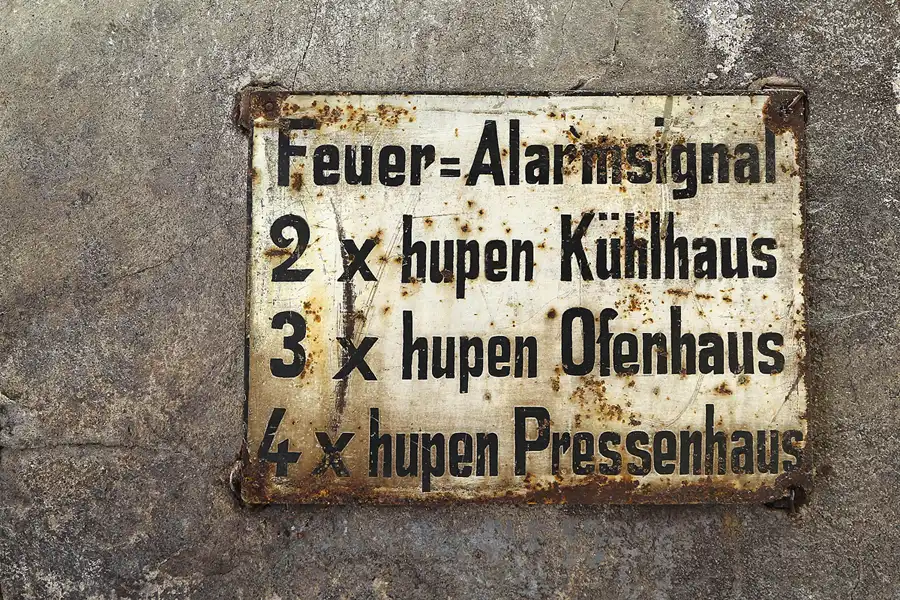 Feuer=Alarmsignal
2 x hupen Kühlhaus
3 x hupen Ofenhaus
4 x hupen Pressenhaus